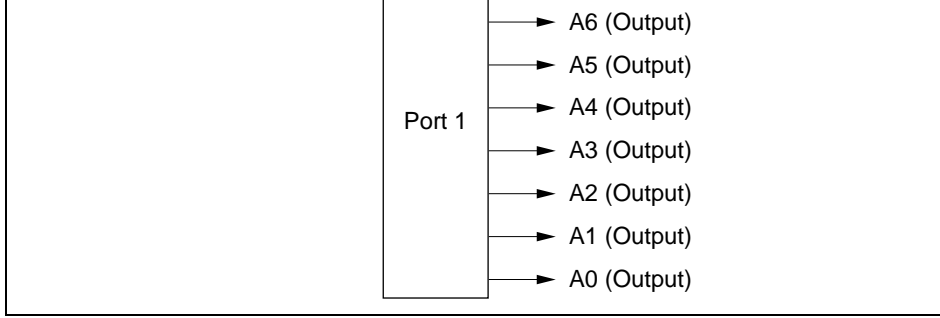 A6 (Output)
A5 (Output)
A4 (Output)
Port 1
A3 (Output)
A2 (Output)
A1 (Output)
A0 (Output)